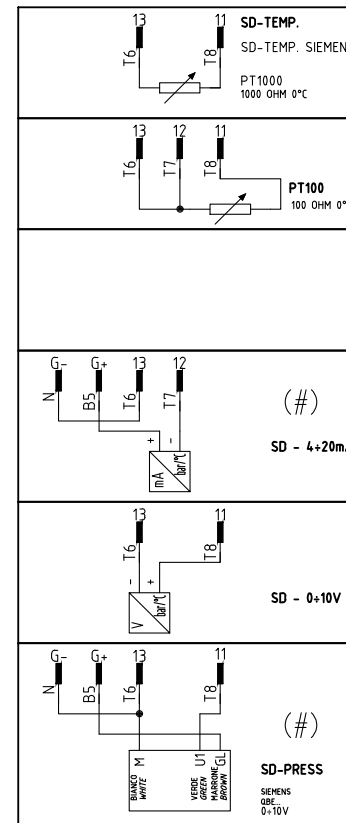 13 11 SD-TEMP.
T6 T8 SD-TEMP. SIEMEN
PT1000
1000 OHM 0°C
13 12 11
T6 T7 T8
PT100
100 OHM 0°
G- G+ 13 12
N B5 T6 T7
(#)
+ -
mA bar/°C
SD - 4÷20m
13 11
T6 T8
- +
V bar/°C
SD - 0÷10V
G- G+ 13 11
N B5 T6 T8
(#)
M U1 GL
BIANCO
WHITE
VERDE
GREEN
MARRONE
BROWN
SD-PRESS
SIEMENS
QBE...
0÷10V